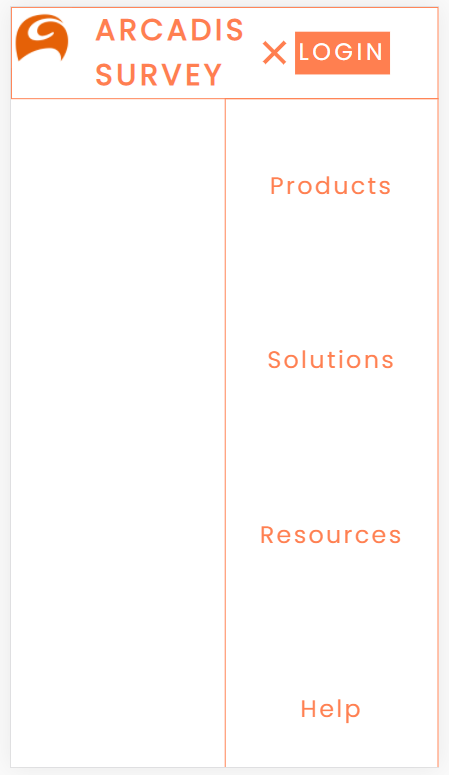 ARCADIS
SURVEY
LOGIN
Products
Solutions
Resources
Help